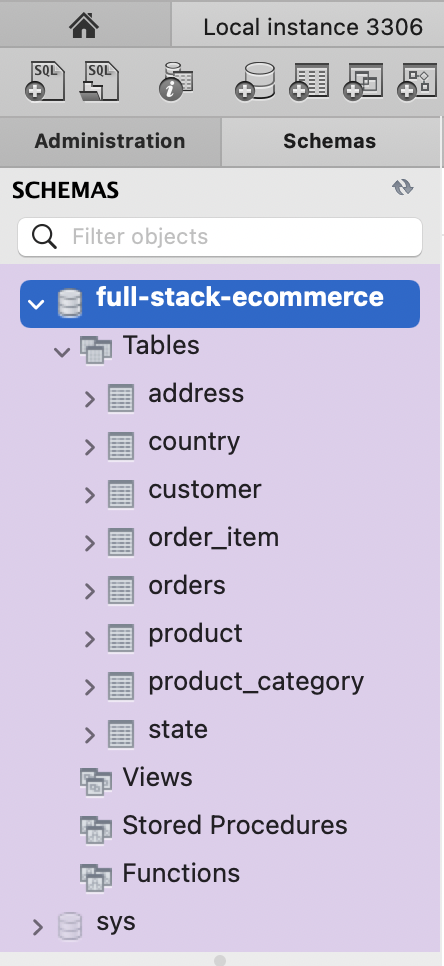 Local instance 3306
SQL SQL
Administration Schemas
SCHEMAS
Filter objects
full-stack-ecommerce
Tables
address
country
customer
order_item
orders
product
product_category
state
Views
Stored Procedures
Functions
sys